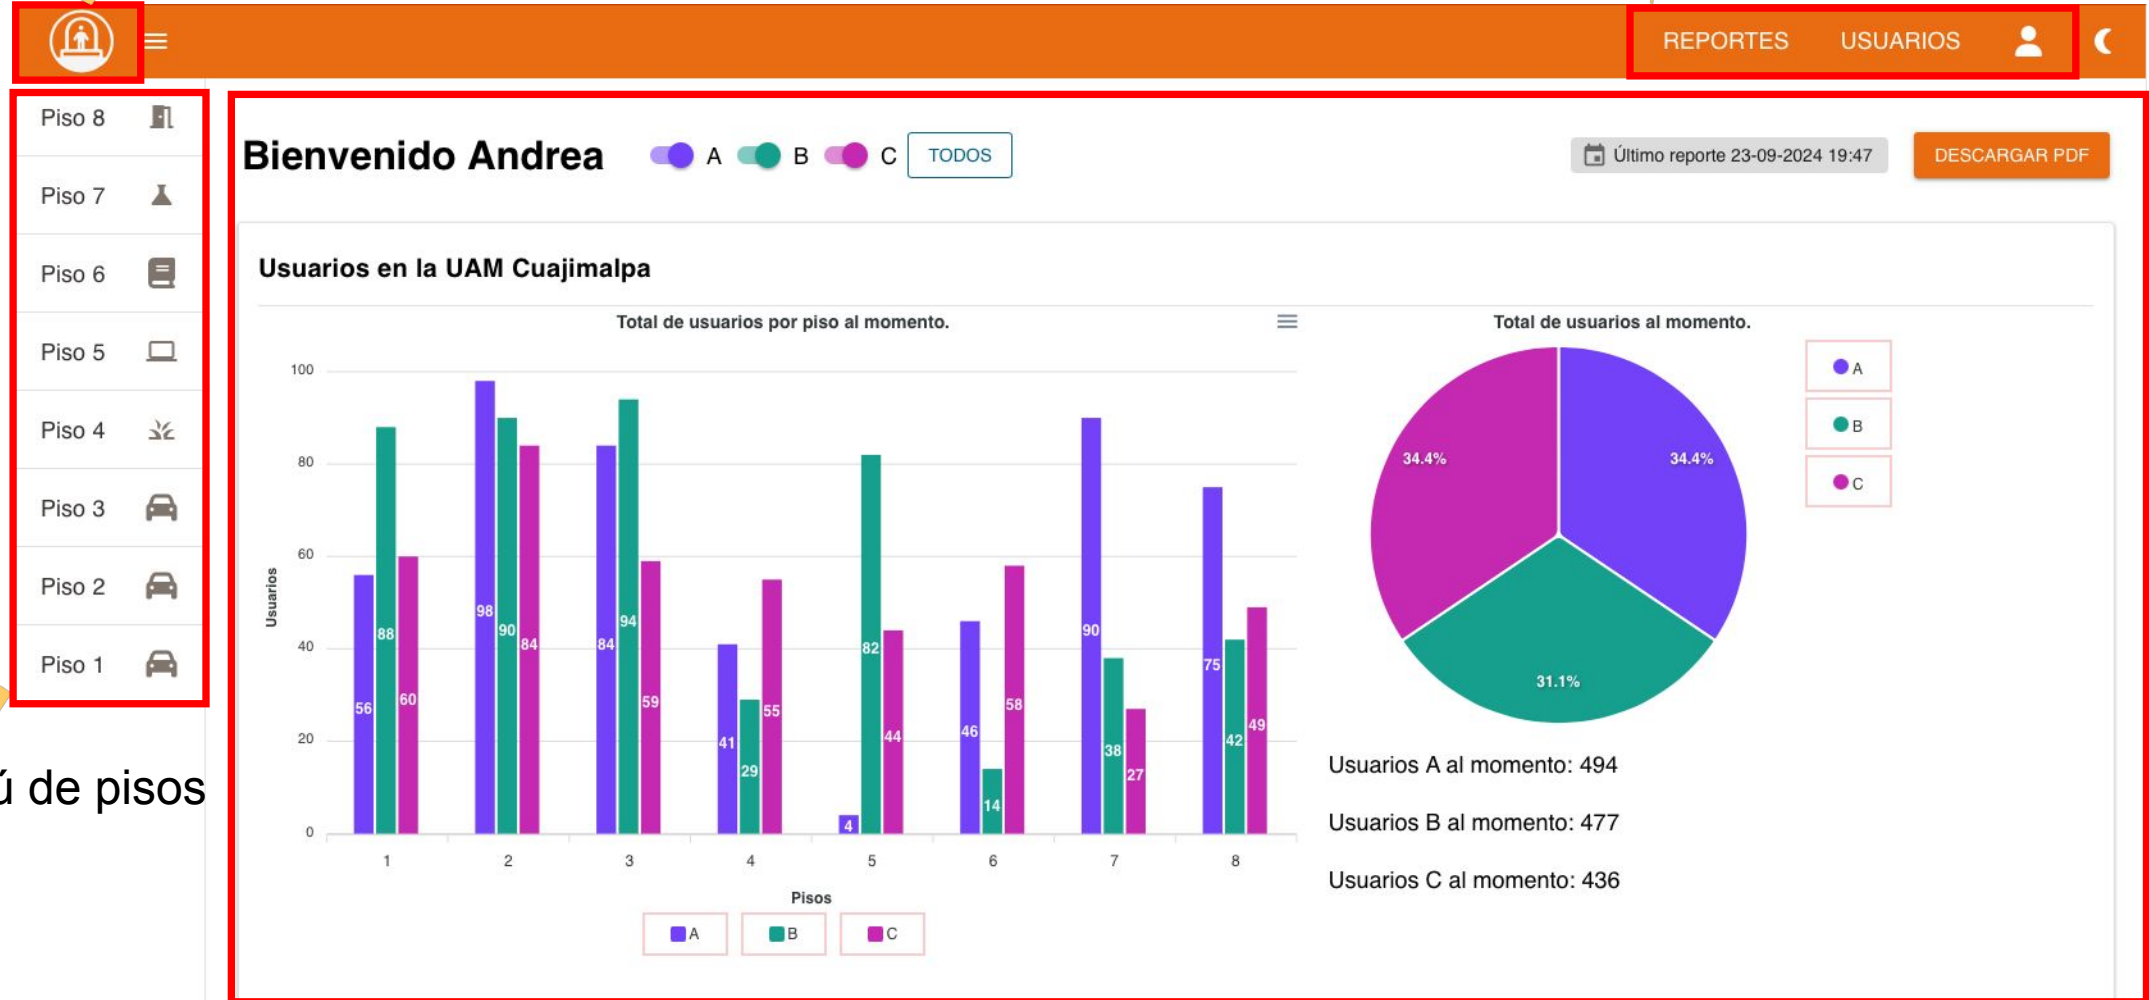 REPORTES USUARIOS
Piso 8
Piso 7
Piso 6
Piso 5
Piso 4
Piso 3
Piso 2
Piso 1
ú de pisos
Bienvenido Andrea A B C TODOS
Último reporte 23-09-2024 19:47 DESCARGAR PDF
Usuarios en la UAM Cuajimalpa
Total de usuarios por piso al momento.
100
80
60
40
20
0
Usuarios
56 88 60
98 90 84
84 94 59
41 29 55
4 82 44
46 14 58
90 38 27
75 42 49
1 2 3 4 5 6 7 8
Pisos
A B C
Total de usuarios al momento.
34.4% 34.4%
31.1%
A
B
C
Usuarios A al momento: 494
Usuarios B al momento: 477
Usuarios C al momento: 436